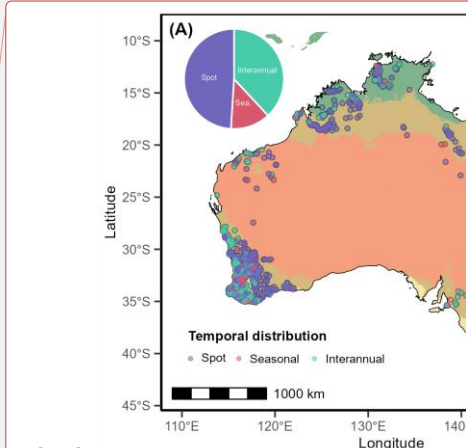 (A)
10°S
15°S
20°S
25°S
30°S
35°S
40°S
45°S
Latitude
Spot
Interannual
Sea.
Temporal distribution
Spot Seasonal Interannual
1000 km
110°E 120°E 130°E 140
Longitude